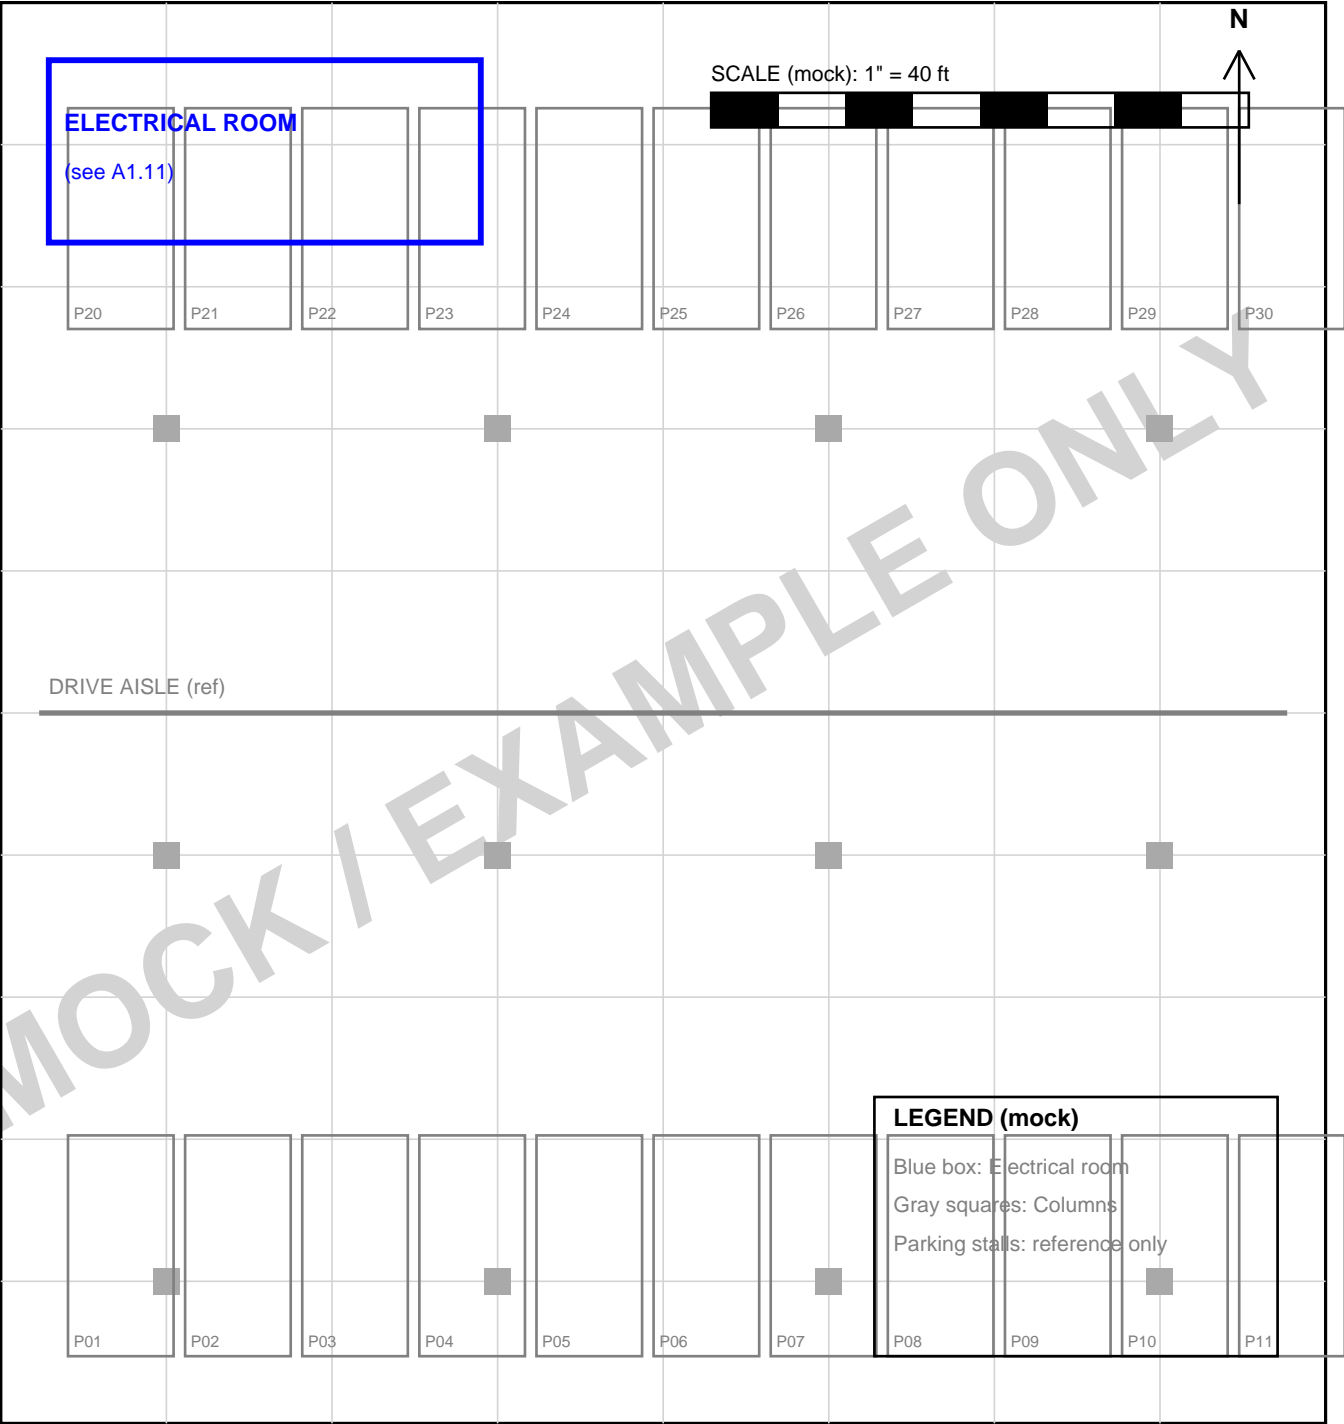 N
SCALE (mock): 1" = 40 ft
ELECTRICAL ROOM
(see A1.11)
P20 P21 P22 P23 P24 P25 P26 P27 P28 P29 P30
MOCK / EXAMPLE ONLY
DRIVE AISLE (ref)
LEGEND (mock)
Blue box: Electrical room
Gray squares: Columns
Parking stalls: reference only
P01 P02 P03 P04 P05 P06 P07 P08 P09 P10 P11